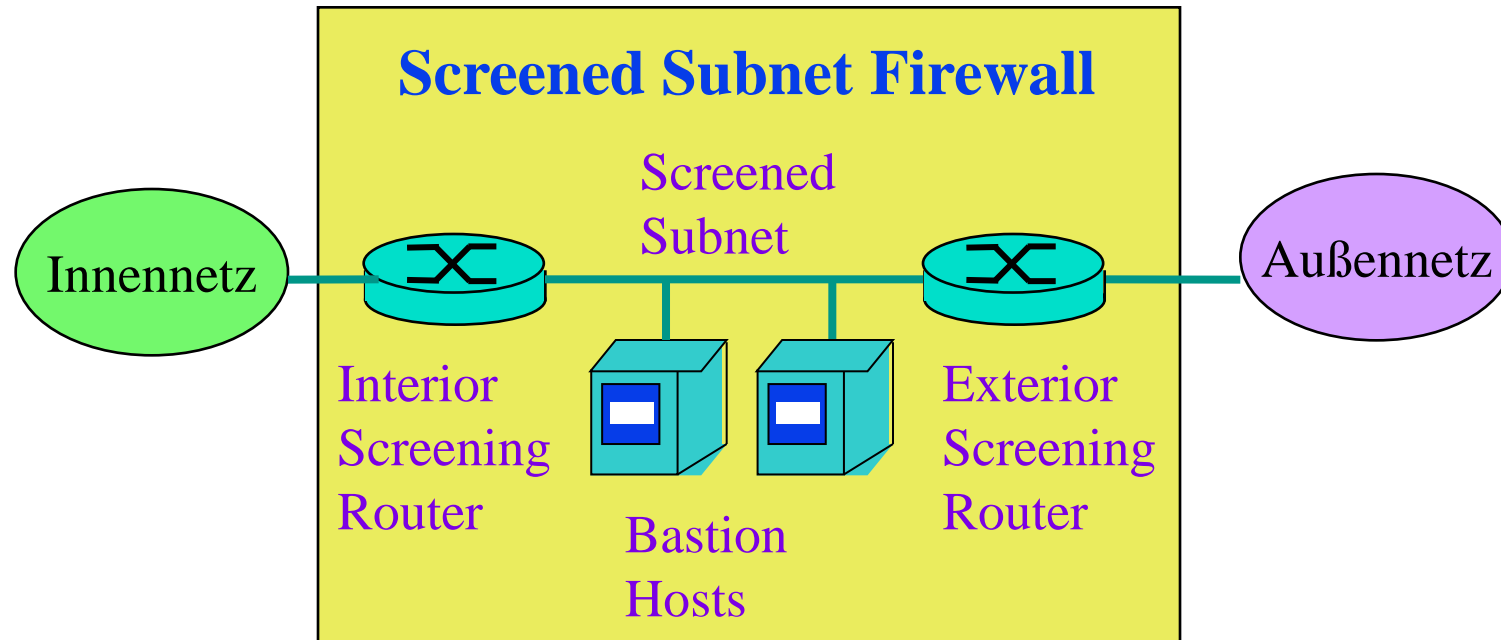 Screened Subnet Firewall
Screened
Subnet
Innennetz
Außennetz
Interior
Screening
Router
Bastion
Hosts
Exterior
Screening
Router